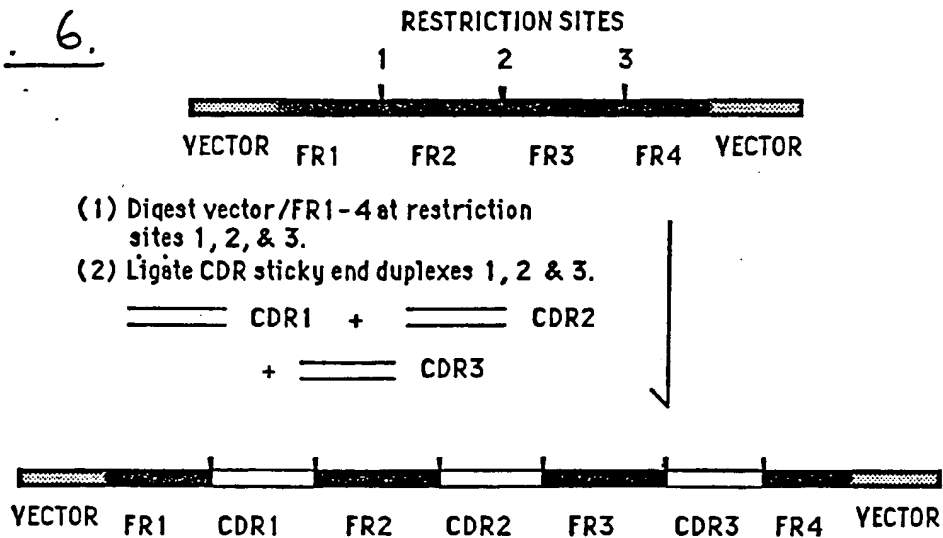 . 6.
RESTRICTION SITES
1 2 3
VECTOR FR1 FR2 FR3 FR4 VECTOR
(1) Digest vector/FR1-4 at restriction
sites 1, 2, & 3.
(2) Ligate CDR sticky end duplexes 1, 2 & 3.
CDR1 + CDR2
+ CDR3
VECTOR FR1 CDR1 FR2 CDR2 FR3 CDR3 FR4 VECTOR